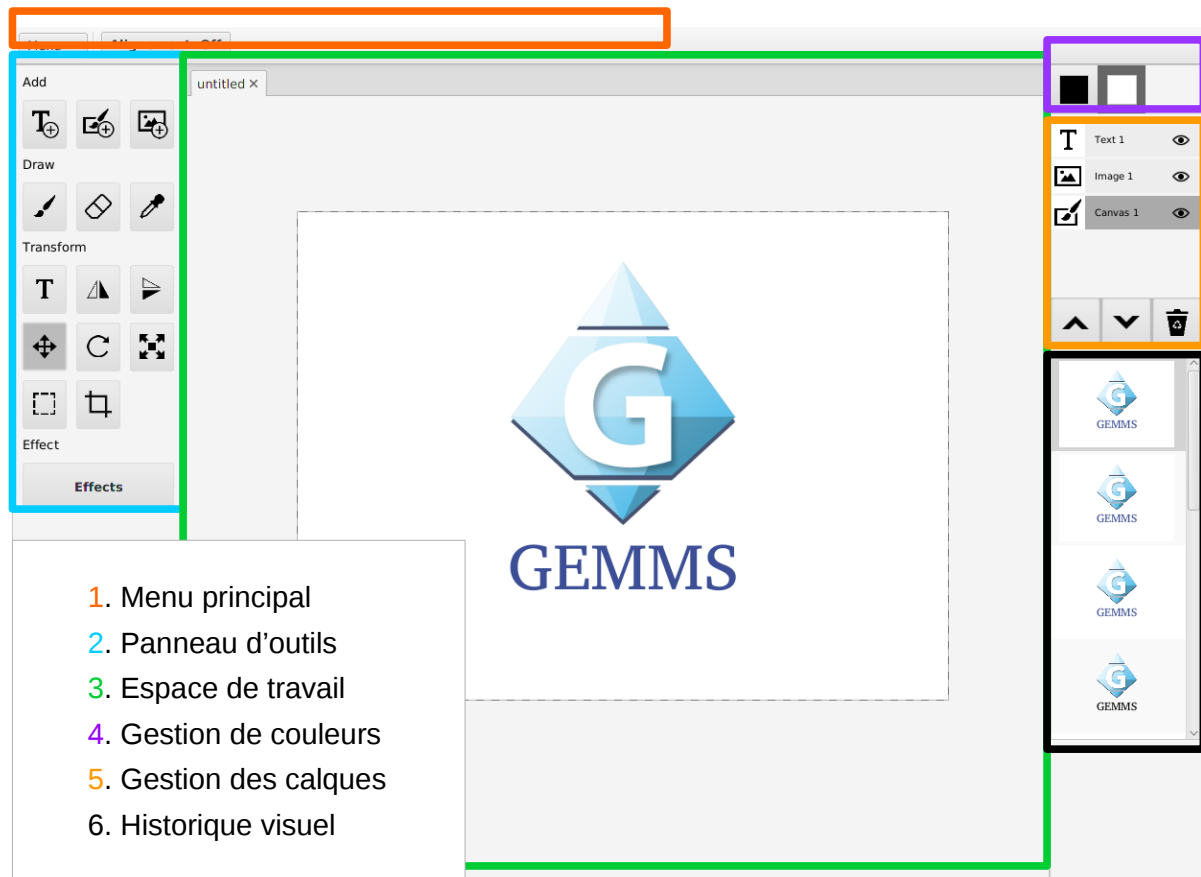 untitled ×
Add
Draw
Transform
T
Effect
Effects
G
GEMMS
T Text 1
Image 1
Canvas 1
G
GEMMS
G
GEMMS
G
GEMMS
G
GEMMS
1. Menu principal
2. Panneau d’outils
3. Espace de travail
4. Gestion de couleurs
5. Gestion des calques
6. Historique visuel